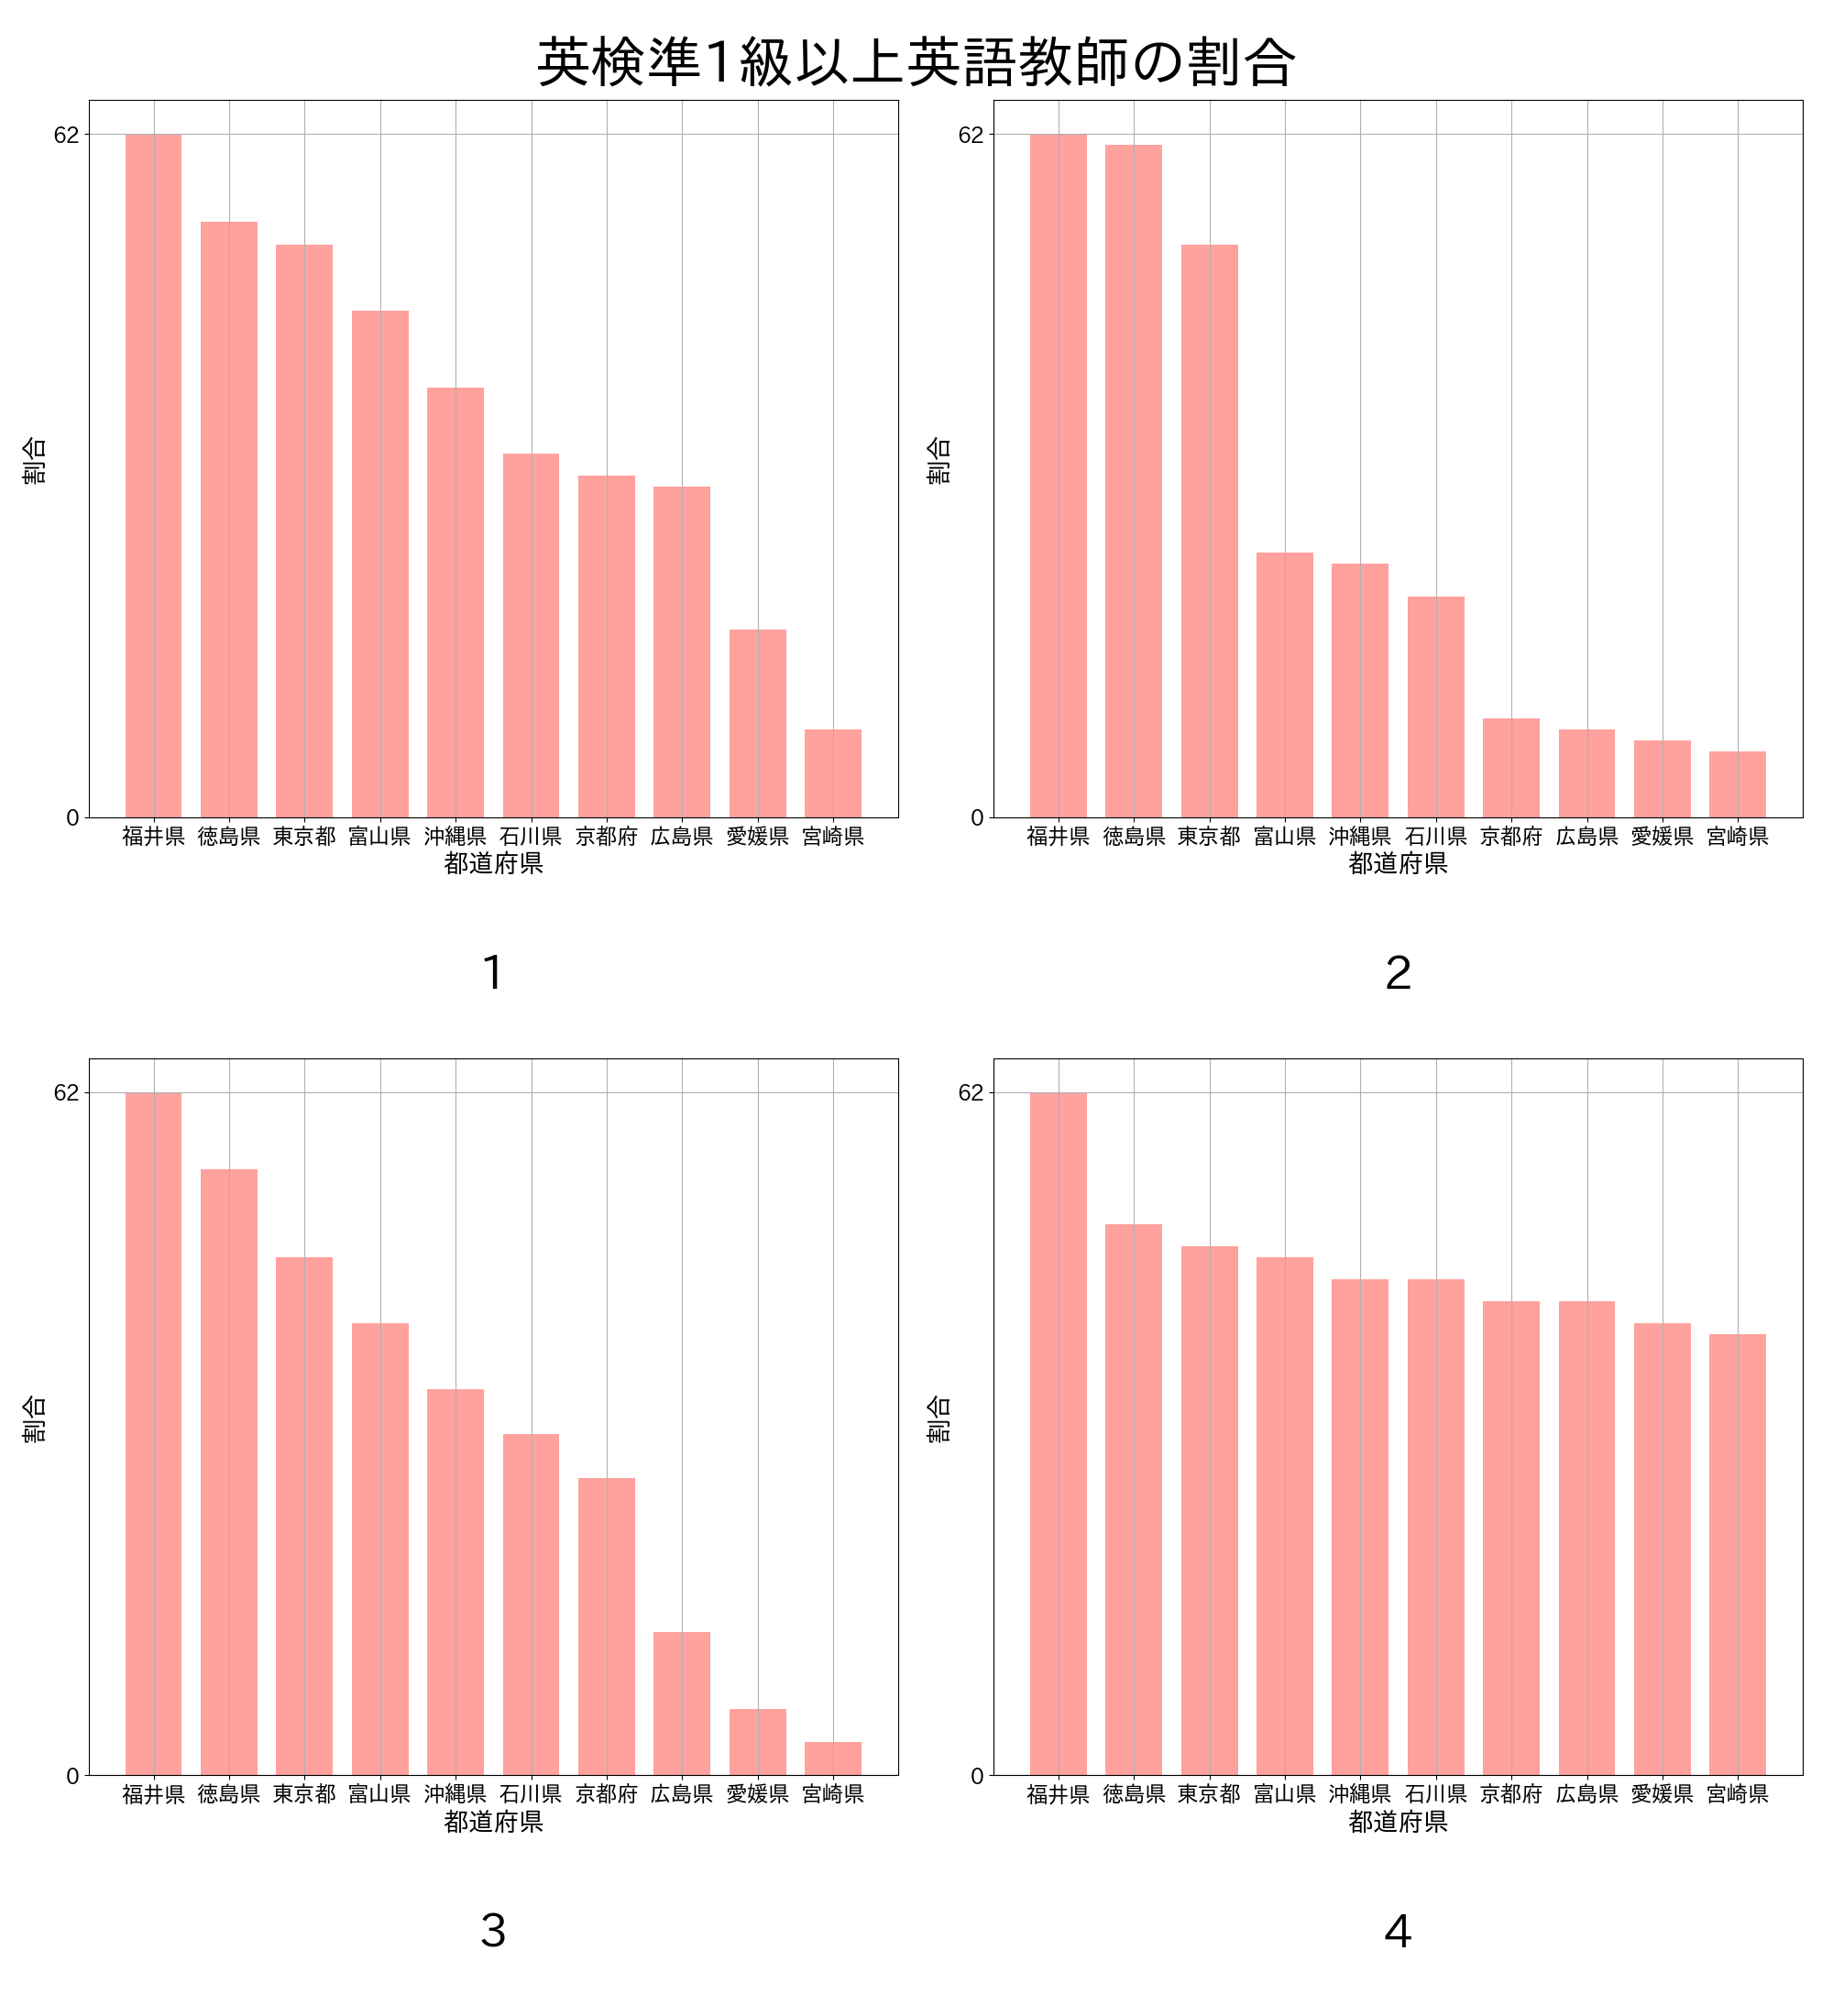 英検準1級以上英語教師の割合
62
0
割合
福井県 徳島県 東京都 富山県 沖縄県 石川県 京都府 広島県 愛媛県 宮崎県
都道府県
1
62
0
割合
福井県 徳島県 東京都 富山県 沖縄県 石川県 京都府 広島県 愛媛県 宮崎県
都道府県
2
62
0
割合
福井県 徳島県 東京都 富山県 沖縄県 石川県 京都府 広島県 愛媛県 宮崎県
都道府県
3
62
0
割合
福井県 徳島県 東京都 富山県 沖縄県 石川県 京都府 広島県 愛媛県 宮崎県
都道府県
4